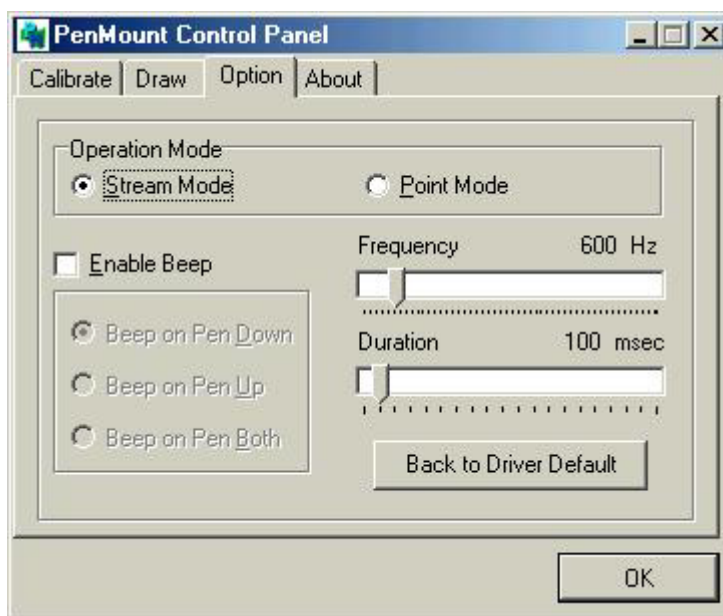 PenMount Control Panel
Calibrate Draw Option About
Operation Mode
Stream Mode Point Mode
Enable Beep
Frequency 600 Hz
Beep on Pen Down
Beep on Pen Up
Beep on Pen Both
Duration 100 msec
Back to Driver Default
OK